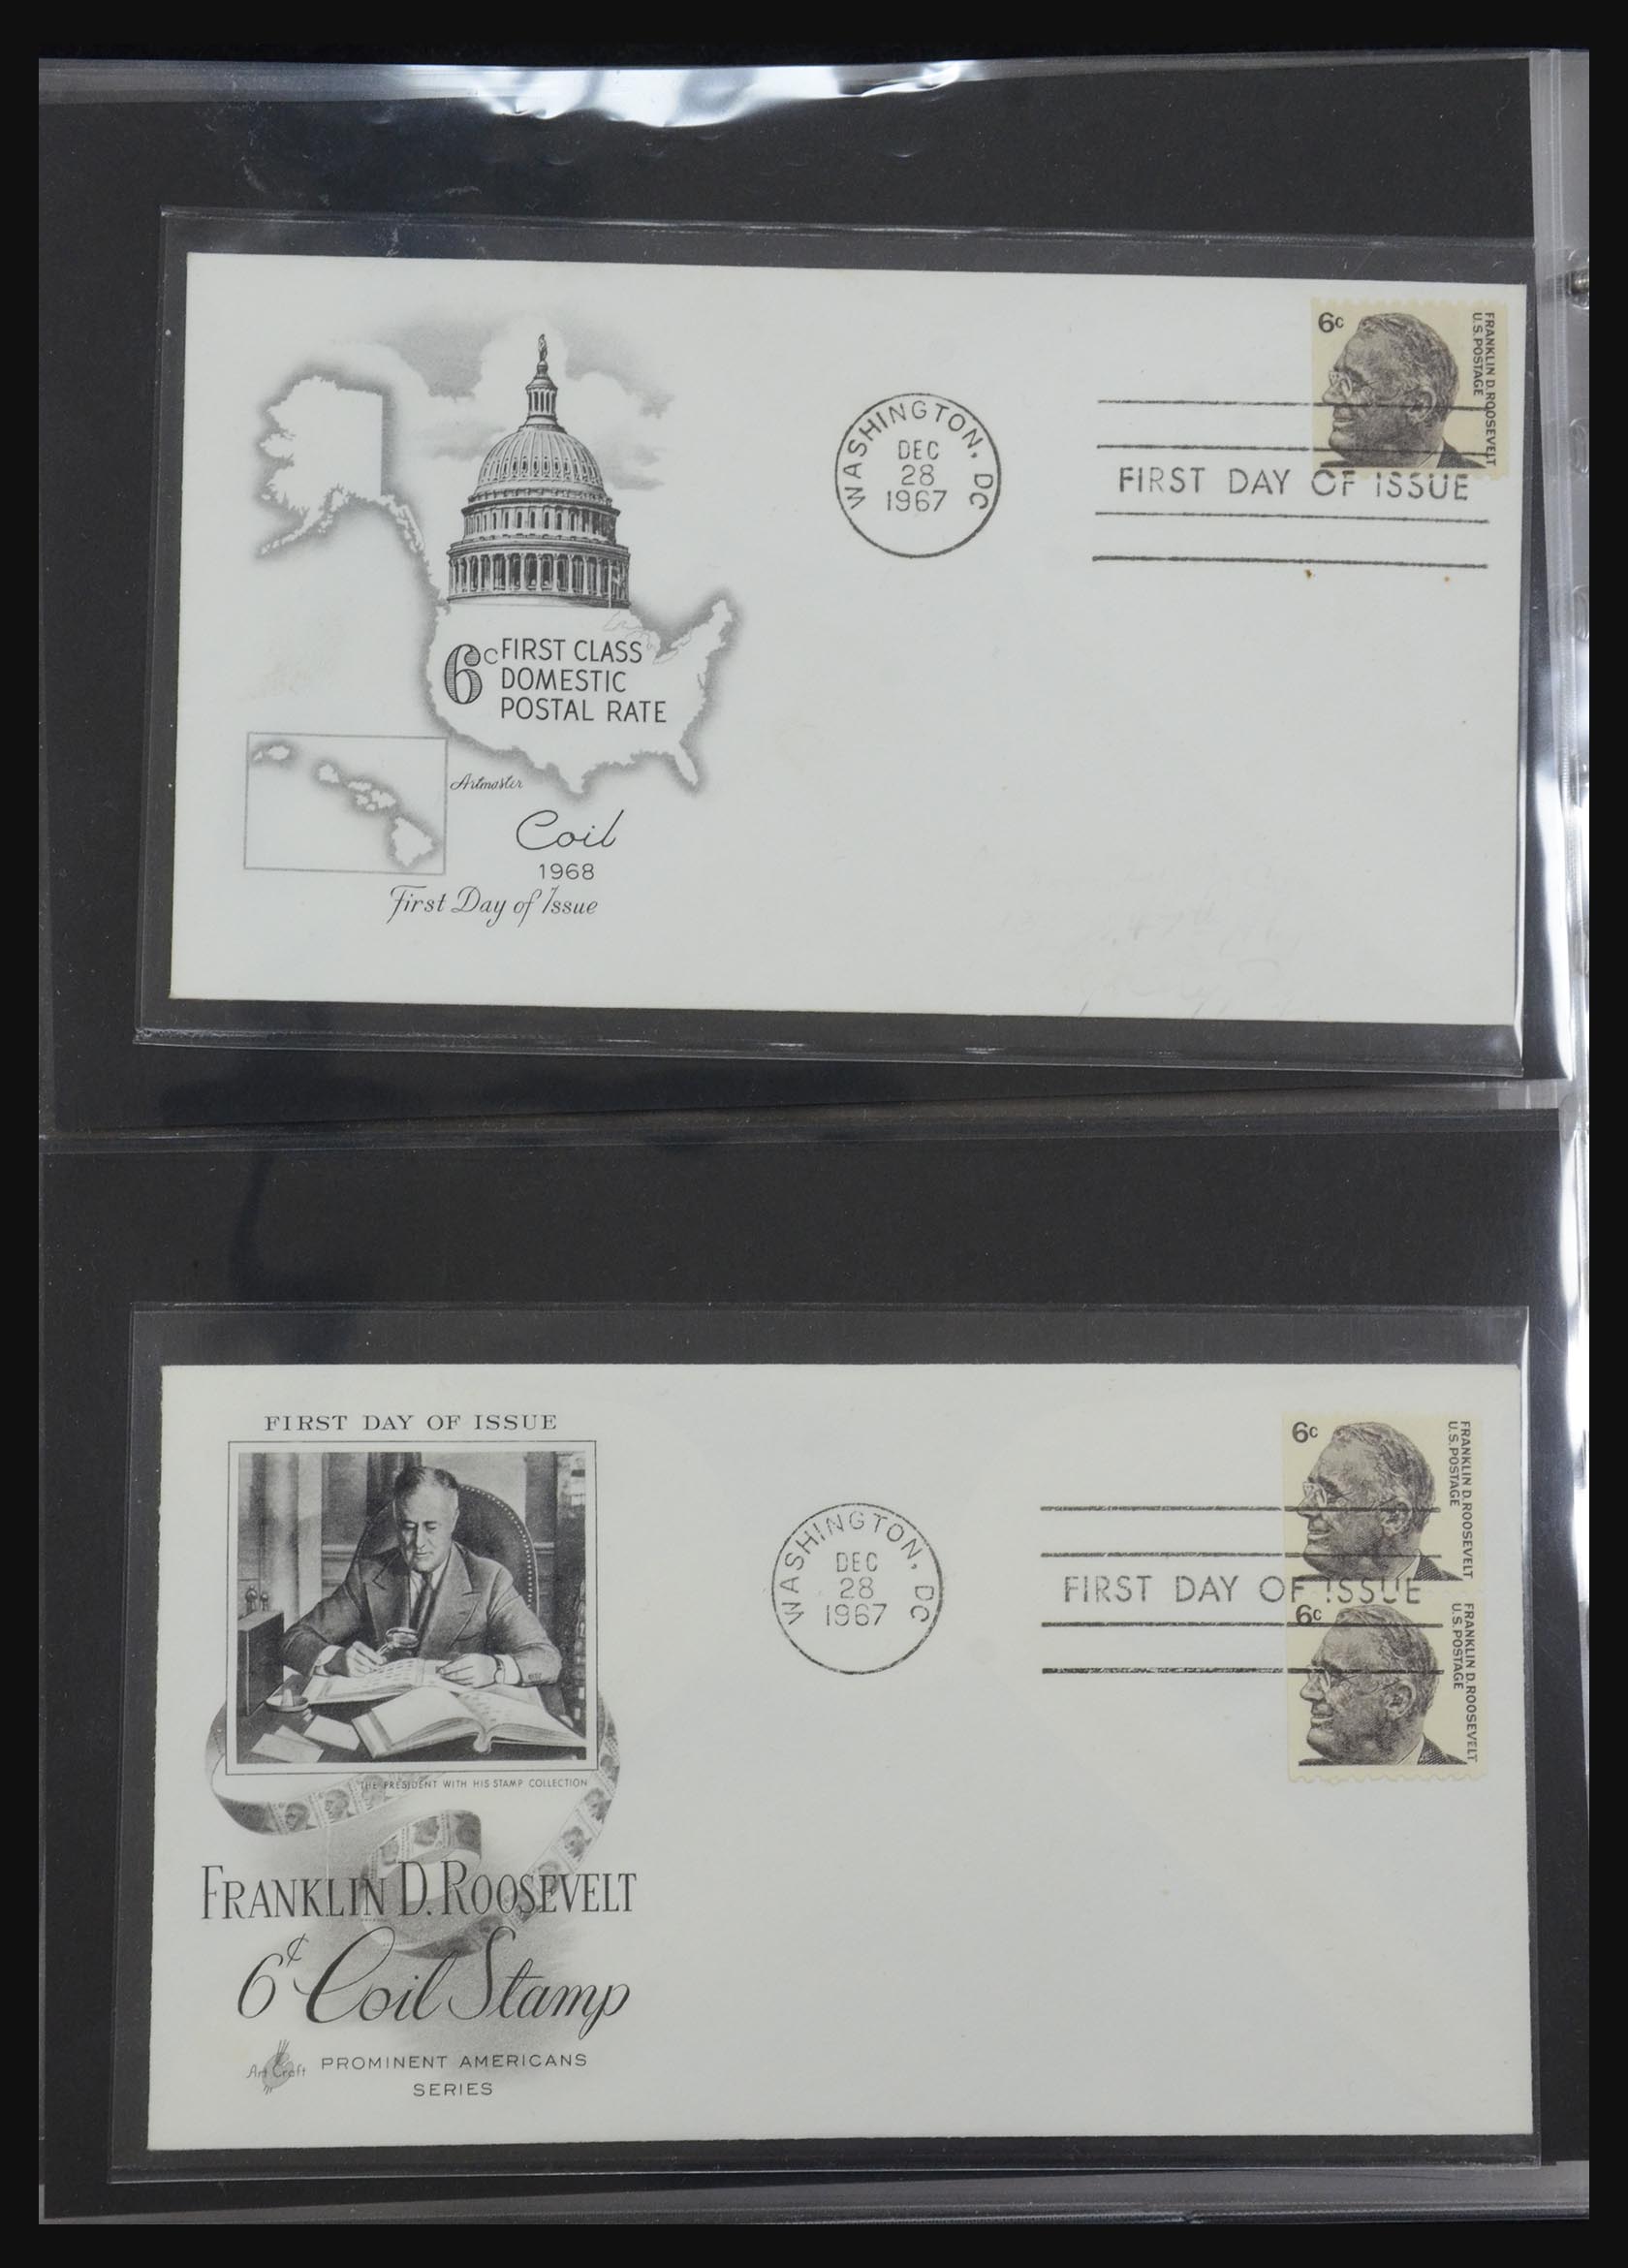 6c
FRANKLIN D. ROOSEVELT
U.S. POSTAGE
WASHINGTON, DC
DEC
28
1967
FIRST DAY OF ISSUE
6c FIRST CLASS
DOMESTIC
POSTAL RATE
Artmaster
Coil
1968
First Day of Issue
FIRST DAY OF ISSUE
THE PRESIDENT WITH HIS STAMP COLLECTION
FRANKLIN D. ROOSEVELT
6¢ Coil Stamp
Art Craft
PROMINENT AMERICANS
SERIES
WASHINGTON, DC
DEC
28
1967
FIRST DAY OF ISSUE
6c
FRANKLIN D. ROOSEVELT
U.S. POSTAGE
6c
FRANKLIN D. ROOSEVELT
U.S. POSTAGE